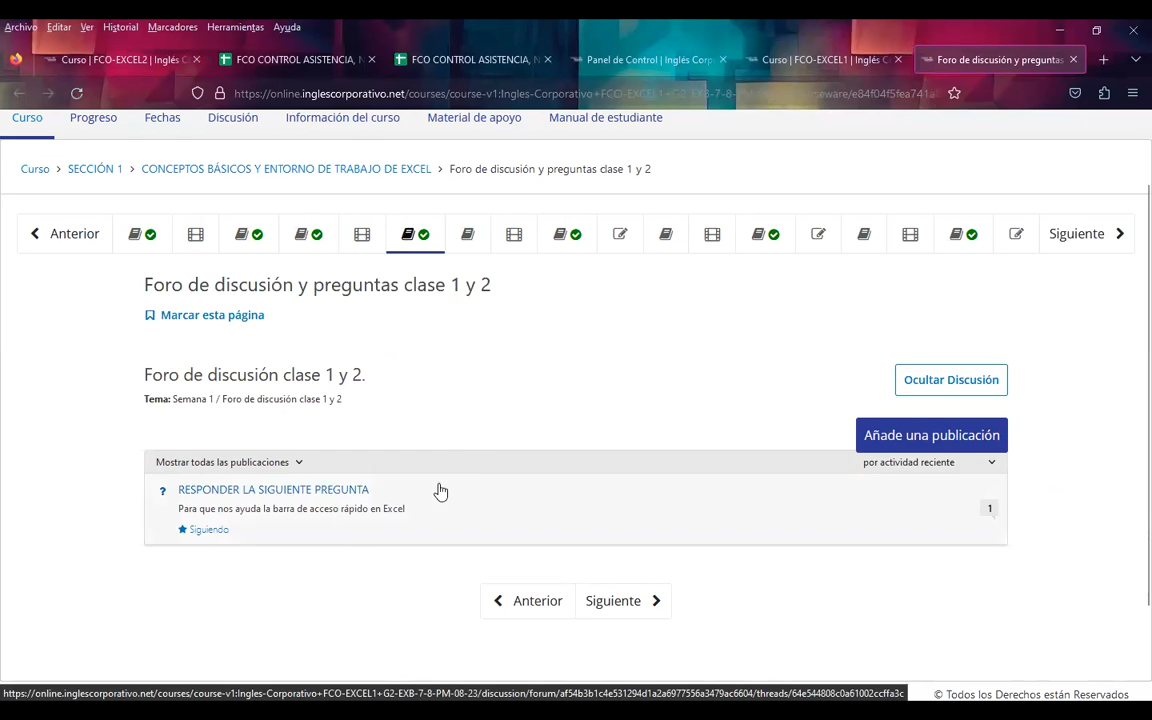 Archivo Editar Ver Historial Marcadores Herramientas Ayuda
Curso | FCO-EXCEL2 | Inglés C
FCO CONTROL ASISTENCIA, N
FCO CONTROL ASISTENCIA, N
Panel de Control | Inglés Corp
Curso | FCO-EXCEL1 | Inglés C
Foro de discusión y preguntas
https://online.inglescorporativo.net/courses/course-v1:Ingles-Corporativo+FCO-EXCEL1+G2-EXB-7-8-PM-08-23/courseware/e84f04f5fea741a
Curso Progreso Fechas Discusión Información del curso Material de apoyo Manual de estudiante
Curso > SECCIÓN 1 > CONCEPTOS BÁSICOS Y ENTORNO DE TRABAJO DE EXCEL > Foro de discusión y preguntas clase 1 y 2
Anterior Siguiente
Foro de discusión y preguntas clase 1 y 2
Marcar esta página
Foro de discusión clase 1 y 2.
Ocultar Discusión
Tema: Semana 1 / Foro de discusión clase 1 y 2
Añade una publicación
Mostrar todas las publicaciones por actividad reciente
? RESPONDER LA SIGUIENTE PREGUNTA
Para que nos ayuda la barra de acceso rápido en Excel 1
Siguiendo
Anterior Siguiente
https://online.inglescorporativo.net/courses/course-v1:Ingles-Corporativo+FCO-EXCEL1+G2-EXB-7-8-PM-08-23/discussion/forum/af54b3b1c4e531294d1a2a6977556a3479ac6604/threads/64e544808c0a61002ccffa3c
© Todos los Derechos están Reservados